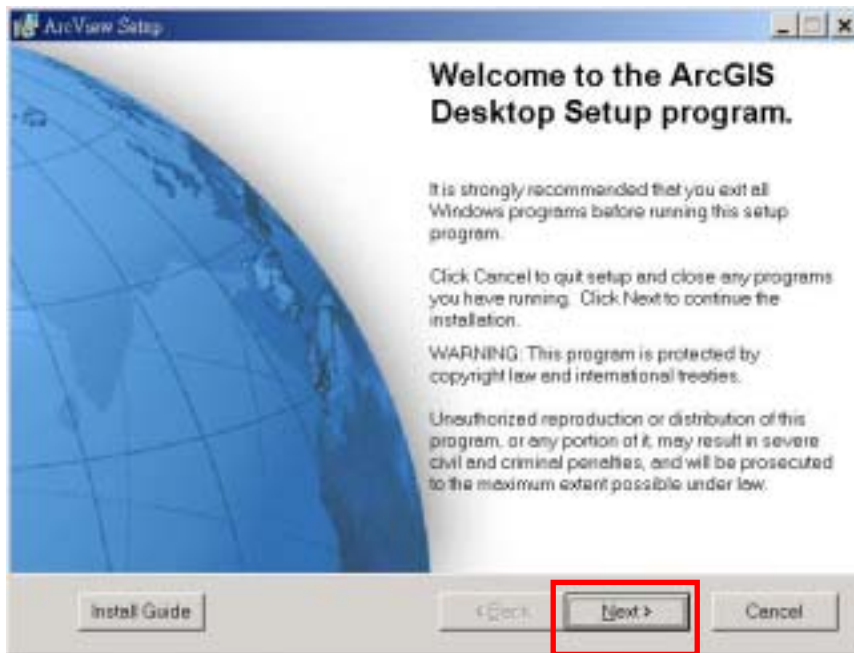 ArcView Setup
Welcome to the ArcGIS
Desktop Setup program.
It is strongly recommended that you exit all
Windows programs before running this setup
program.
Click Cancel to quit setup and close any programs
you have running. Click Next to continue the
installation.
WARNING: This program is protected by
copyright law and international treaties.
Unauthorized reproduction or distribution of this
program, or any portion of it, may result in severe
civil and criminal penalties, and will be prosecuted
to the maximum extent possible under law.
Install Guide
< Back
Next >
Cancel